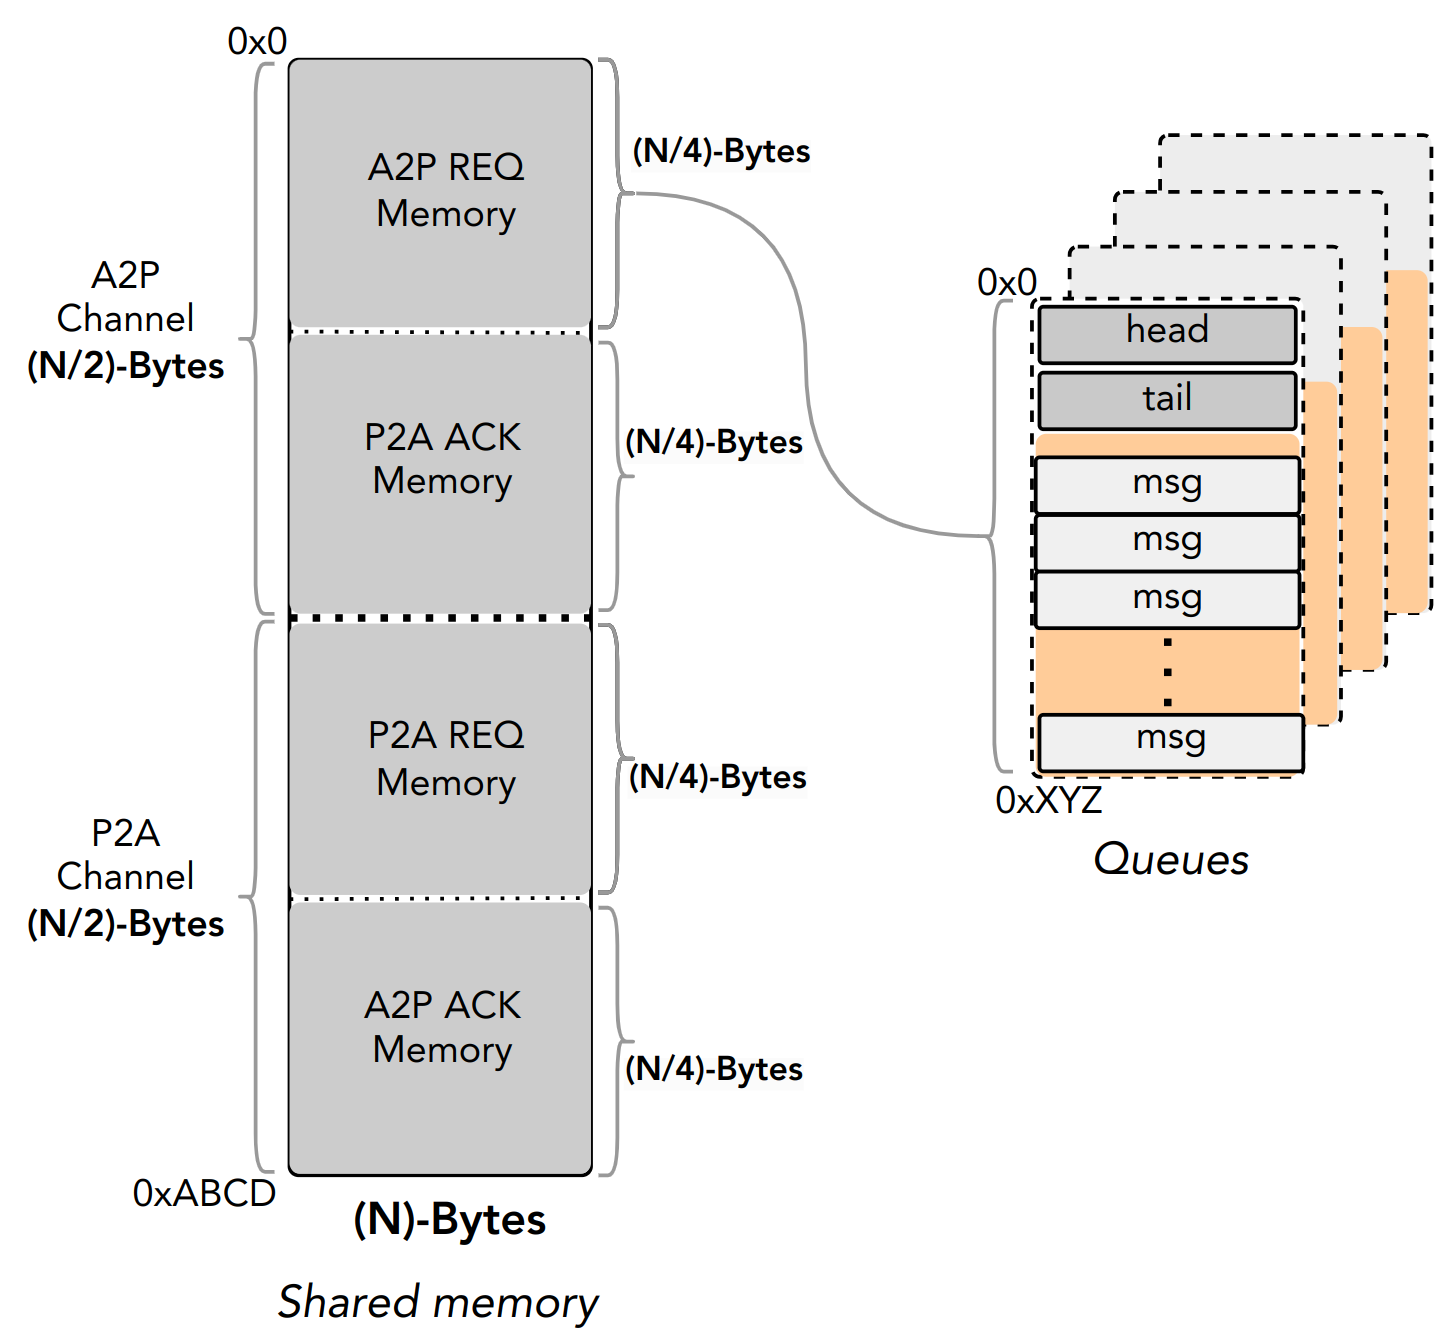 0x0
A2P REQ
Memory
(N/4)-Bytes
A2P
Channel
(N/2)-Bytes
P2A ACK
Memory
(N/4)-Bytes
P2A REQ
Memory
(N/4)-Bytes
P2A
Channel
(N/2)-Bytes
A2P ACK
Memory
(N/4)-Bytes
0xABCD
(N)-Bytes
Shared memory
0x0
head
tail
msg
msg
msg
msg
0xXYZ
Queues